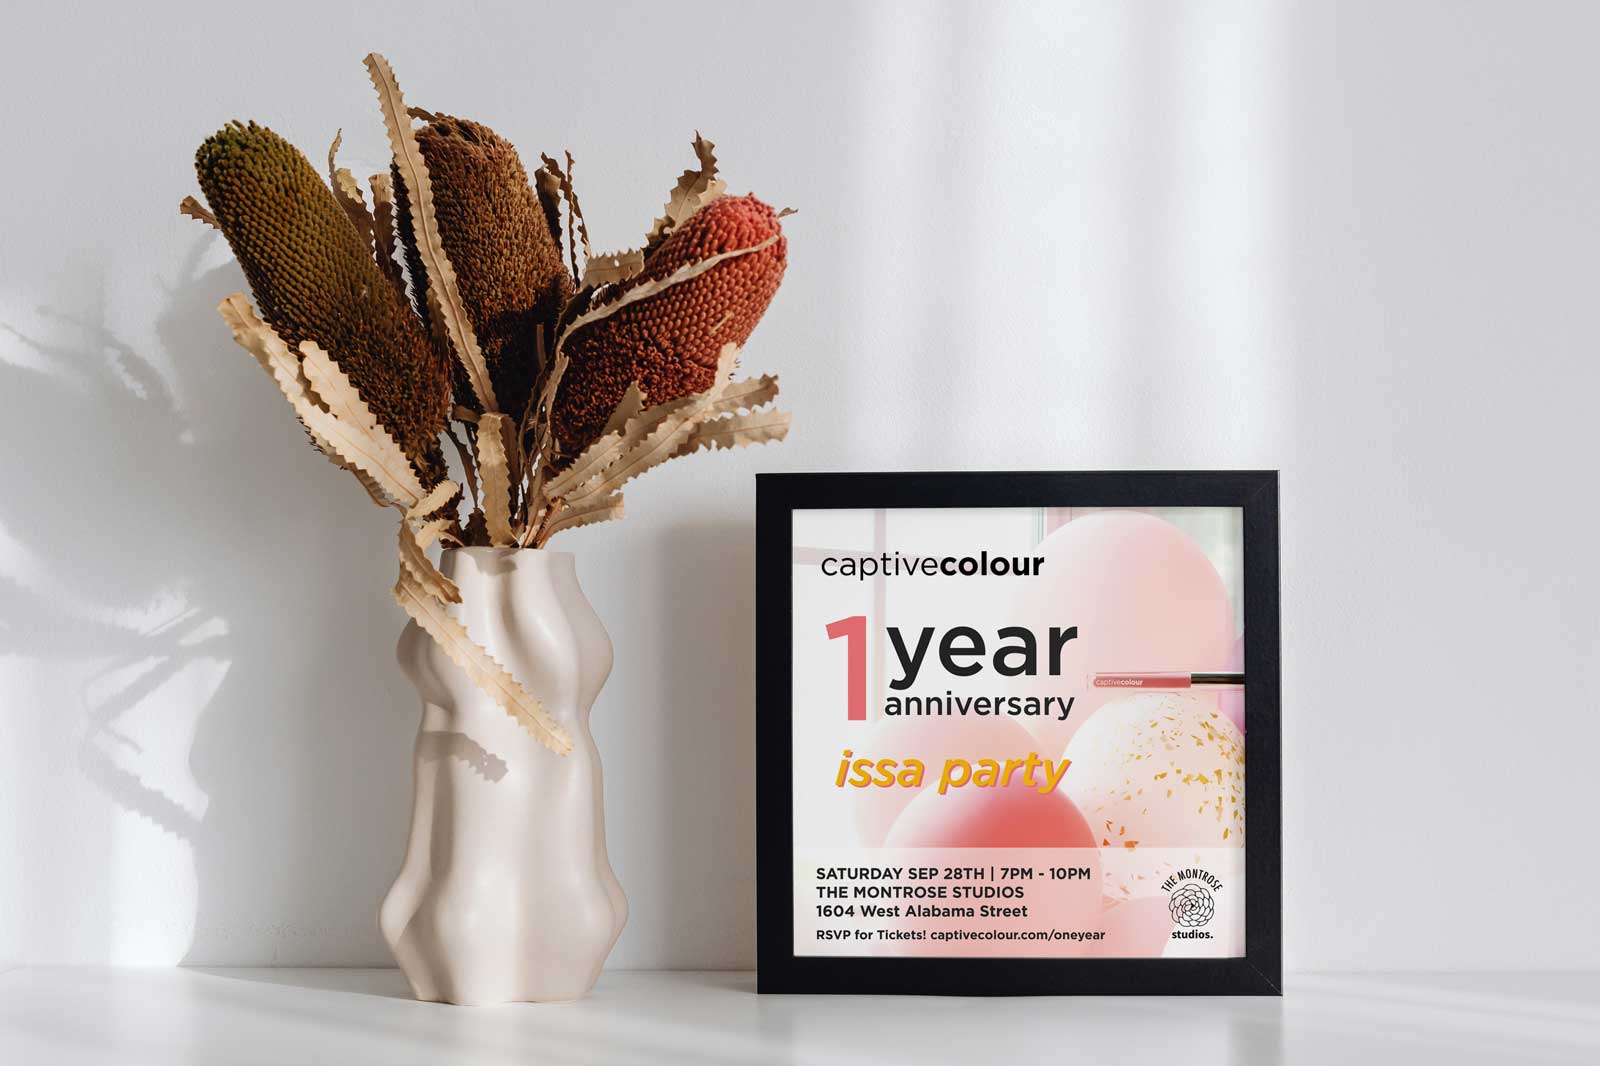 captivecolour
1 year
anniversary
captivecolour
issa party
SATURDAY SEP 28TH | 7PM - 10PM
THE MONTROSE STUDIOS
1604 West Alabama Street
RSVP for Tickets! captivecolour.com/oneyear
THE MONTROSE
studios.